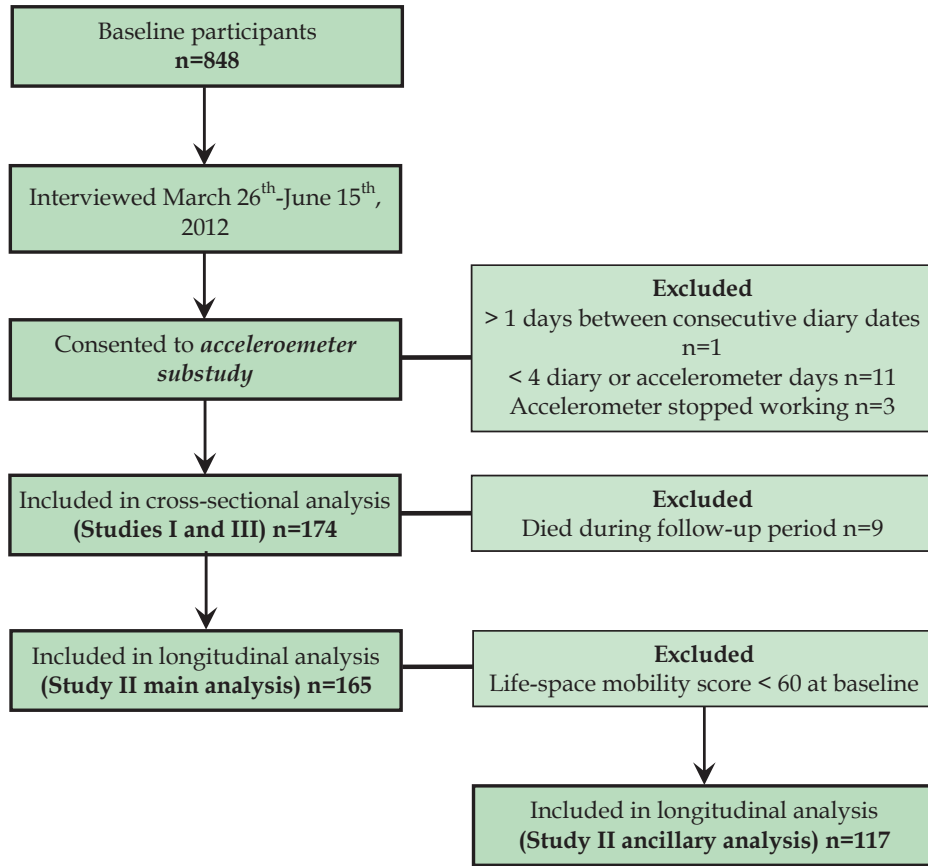 Baseline participants
n=848
Interviewed March 26th-June 15th,
2012
Consented to acceleroemeter
substudy
Excluded
> 1 days between consecutive diary dates
n=1
< 4 diary or accelerometer days n=11
Accelerometer stopped working n=3
Included in cross-sectional analysis
(Studies I and III) n=174
Excluded
Died during follow-up period n=9
Included in longitudinal analysis
(Study II main analysis) n=165
Excluded
Life-space mobility score < 60 at baseline
Included in longitudinal analysis
(Study II ancillary analysis) n=117